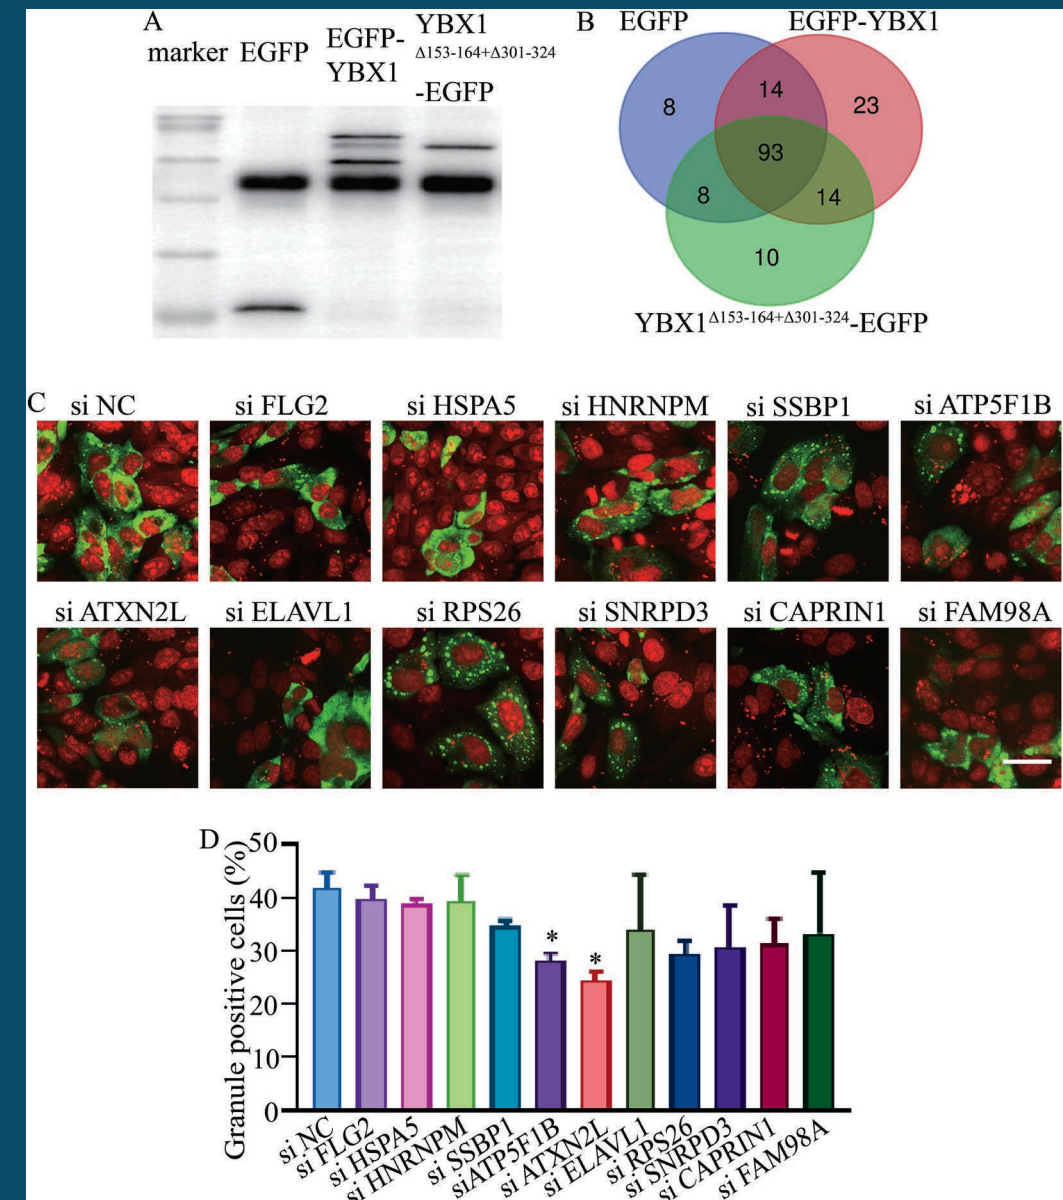 A
marker
EGFP
EGFP-
YBX1
YBX1
Δ153-164+Δ301-324
-EGFP
B
EGFP
EGFP-YBX1
8
14
23
93
8
14
10
YBX1Δ153-164+Δ301-324-EGFP
C
si NC
si FLG2
si HSPA5
si HNRNPM
si SSBP1
si ATP5F1B
si ATXN2L
si ELAVL1
si RPS26
si SNRPD3
si CAPRIN1
si FAM98A
D
Granule positive cells (%)
50
40
30
20
10
0
*
*
si NC
si FLG2
si HSPA5
si HNRNPM
si SSBP1
siATP5F1B
si ATXN2L
si ELAVL1
si RPS26
si SNRPD3
si CAPRIN1
si FAM98A